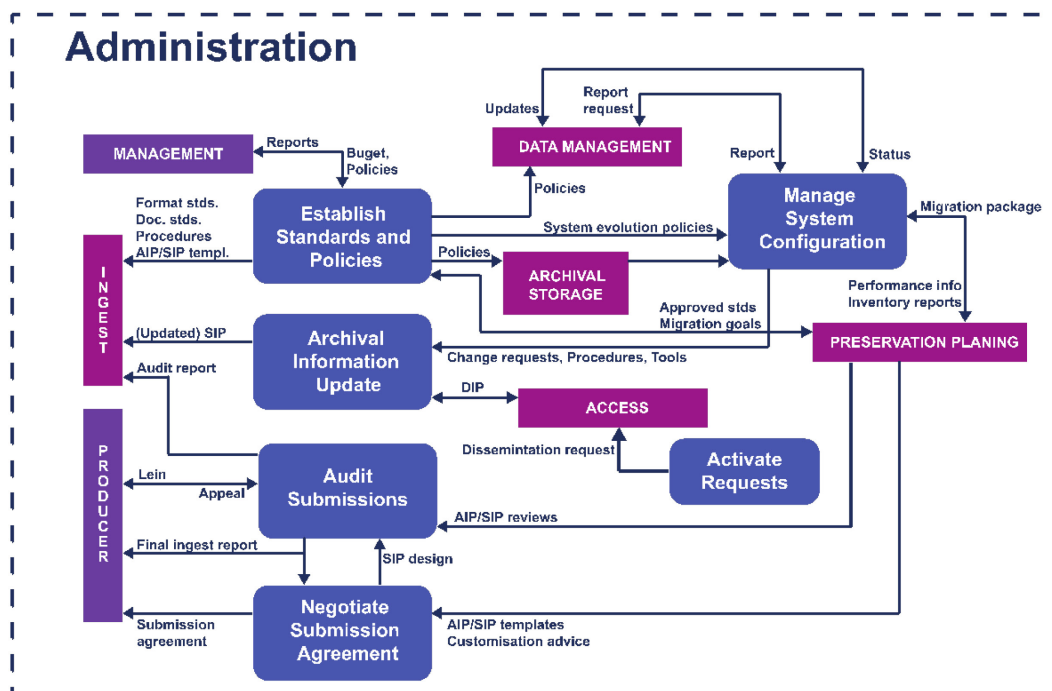 Administration
Report
request
Updates
MANAGEMENT
Reports
DATA MANAGEMENT
Buget,
Policies
Report
Status
Policies
Format stds.
Doc. stds.
Procedures
AIP/SIP templ.
Establish
Standards and
Policies
Manage
System
Configuration
Migration package
System evolution policies
Policies
INGEST
ARCHIVAL
STORAGE
Performance info
Inventory reports
Approved stds
Migration goals
(Updated) SIP
Archival
Information
Update
PRESERVATION PLANING
Change requests, Procedures, Tools
Audit report
DIP
ACCESS
PRODUCER
Dissemintation request
Activate
Requests
Lein
Appeal
Audit
Submissions
AIP/SIP reviews
Final ingest report
SIP design
Negotiate
Submission
Agreement
Submission
agreement
AIP/SIP templates
Customisation advice